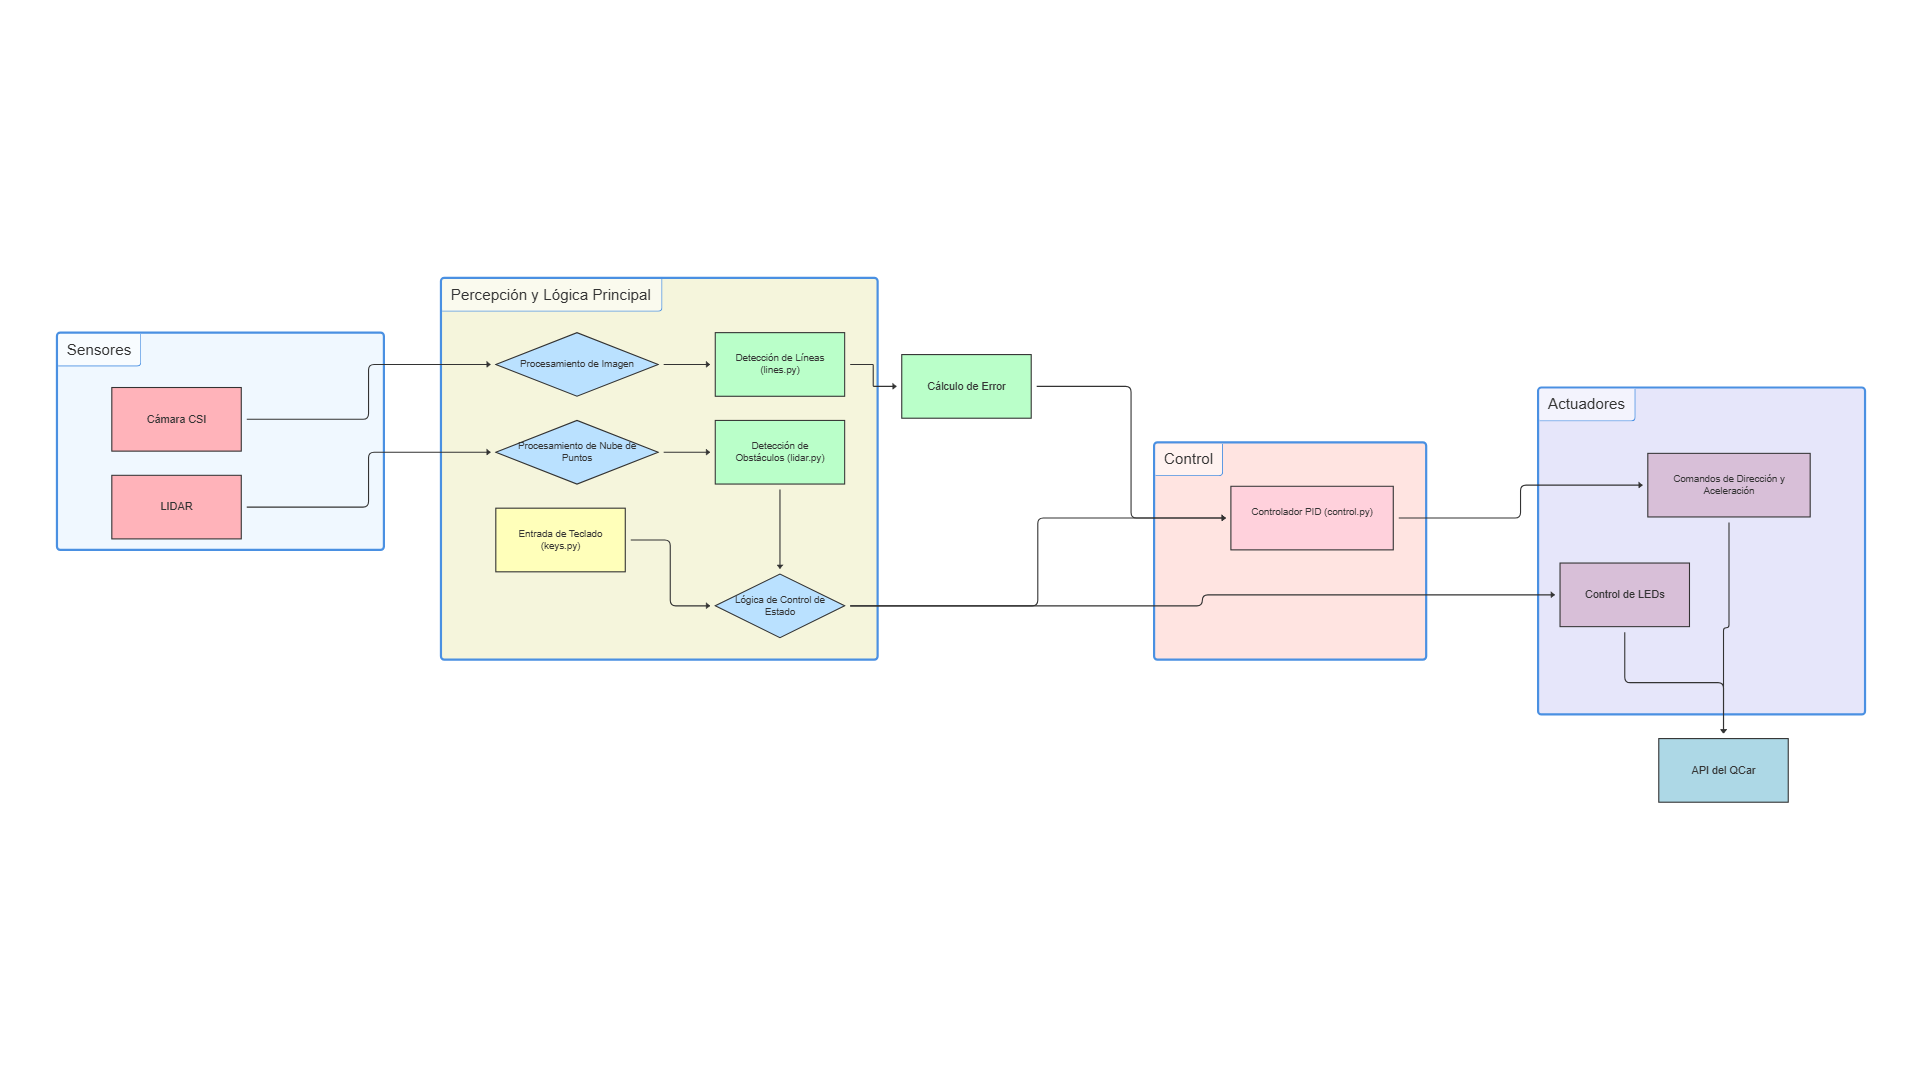 Sensores
Cámara CSI
LIDAR
Percepción y Lógica Principal
Procesamiento de Imagen
Detección de Líneas
(lines.py)
Procesamiento de Nube de
Puntos
Detección de
Obstáculos (lidar.py)
Entrada de Teclado
(keys.py)
Lógica de Control de
Estado
Cálculo de Error
Control
Controlador PID (control.py)
Actuadores
Comandos de Dirección y
Aceleración
Control de LEDs
API del QCar